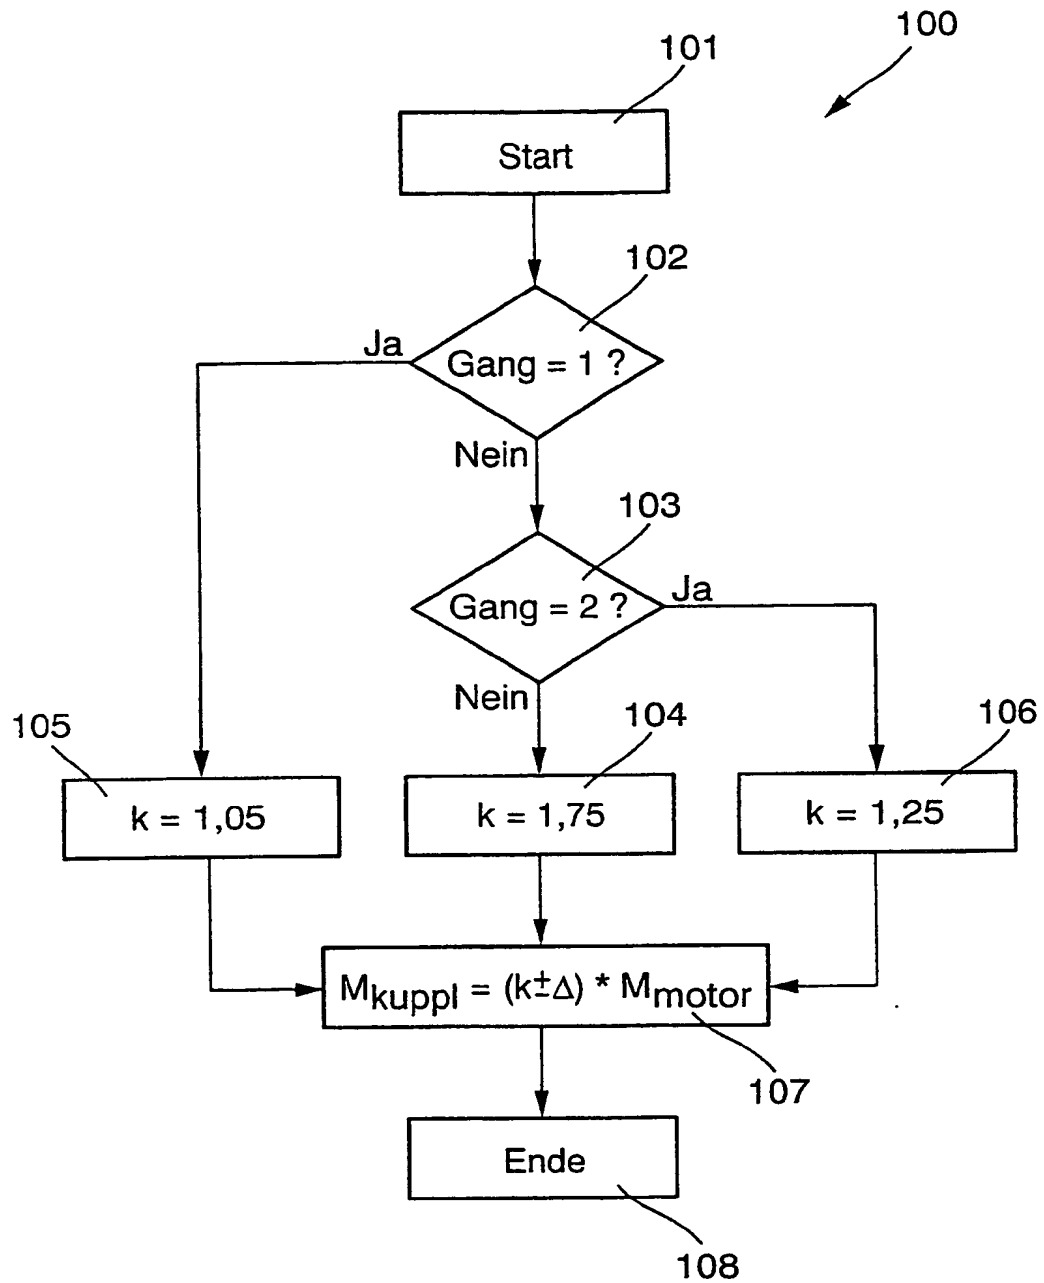 100
101
Start
102
Ja
Gang = 1 ?
Nein
103
Gang = 2 ?
Ja
Nein
105
104
106
k = 1,05
k = 1,75
k = 1,25
Mkuppl = (k±Δ) * Mmotor
107
Ende
108